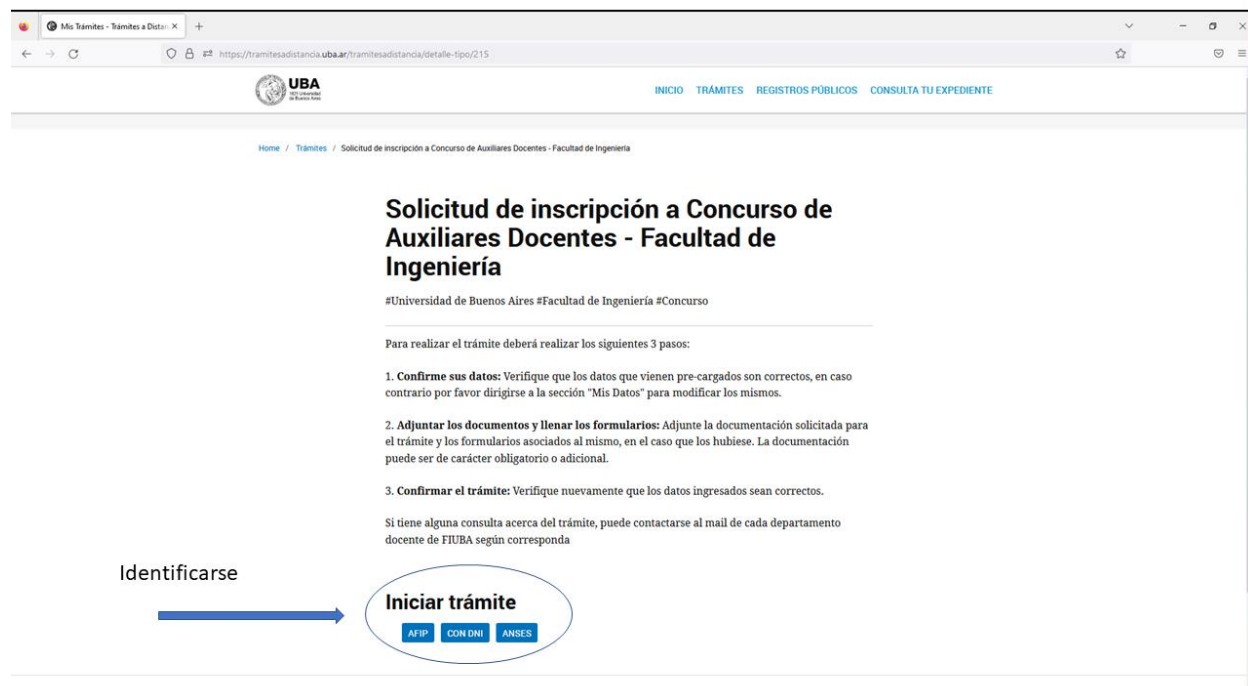 Mis Trámites - Trámites a Distan
https://tramitesadistancia.uba.ar/tramitesadistancia/detalle-tipo/215
UBA
INICIO TRÁMITES REGISTROS PÚBLICOS CONSULTA TU EXPEDIENTE
Home / Trámites / Solicitud de inscripción a Concurso de Auxiliares Docentes - Facultad de Ingeniería
Solicitud de inscripción a Concurso de
Auxiliares Docentes - Facultad de
Ingeniería
#Universidad de Buenos Aires #Facultad de Ingeniería #Concurso
Para realizar el trámite deberá realizar los siguientes 3 pasos:
1. Confirme sus datos: Verifique que los datos que vienen pre-cargados son correctos, en caso
contrario por favor dirigirse a la sección "Mis Datos" para modificar los mismos.
2. Adjuntar los documentos y llenar los formularios: Adjunte la documentación solicitada para
el trámite y los formularios asociados al mismo, en el caso que los hubiese. La documentación
puede ser de carácter obligatorio o adicional.
3. Confirmar el trámite: Verifique nuevamente que los datos ingresados sean correctos.
Si tiene alguna consulta acerca del trámite, puede contactarse al mail de cada departamento
docente de FIUBA según corresponda
Identificarse
Iniciar trámite
AFIP CON DNI ANSES